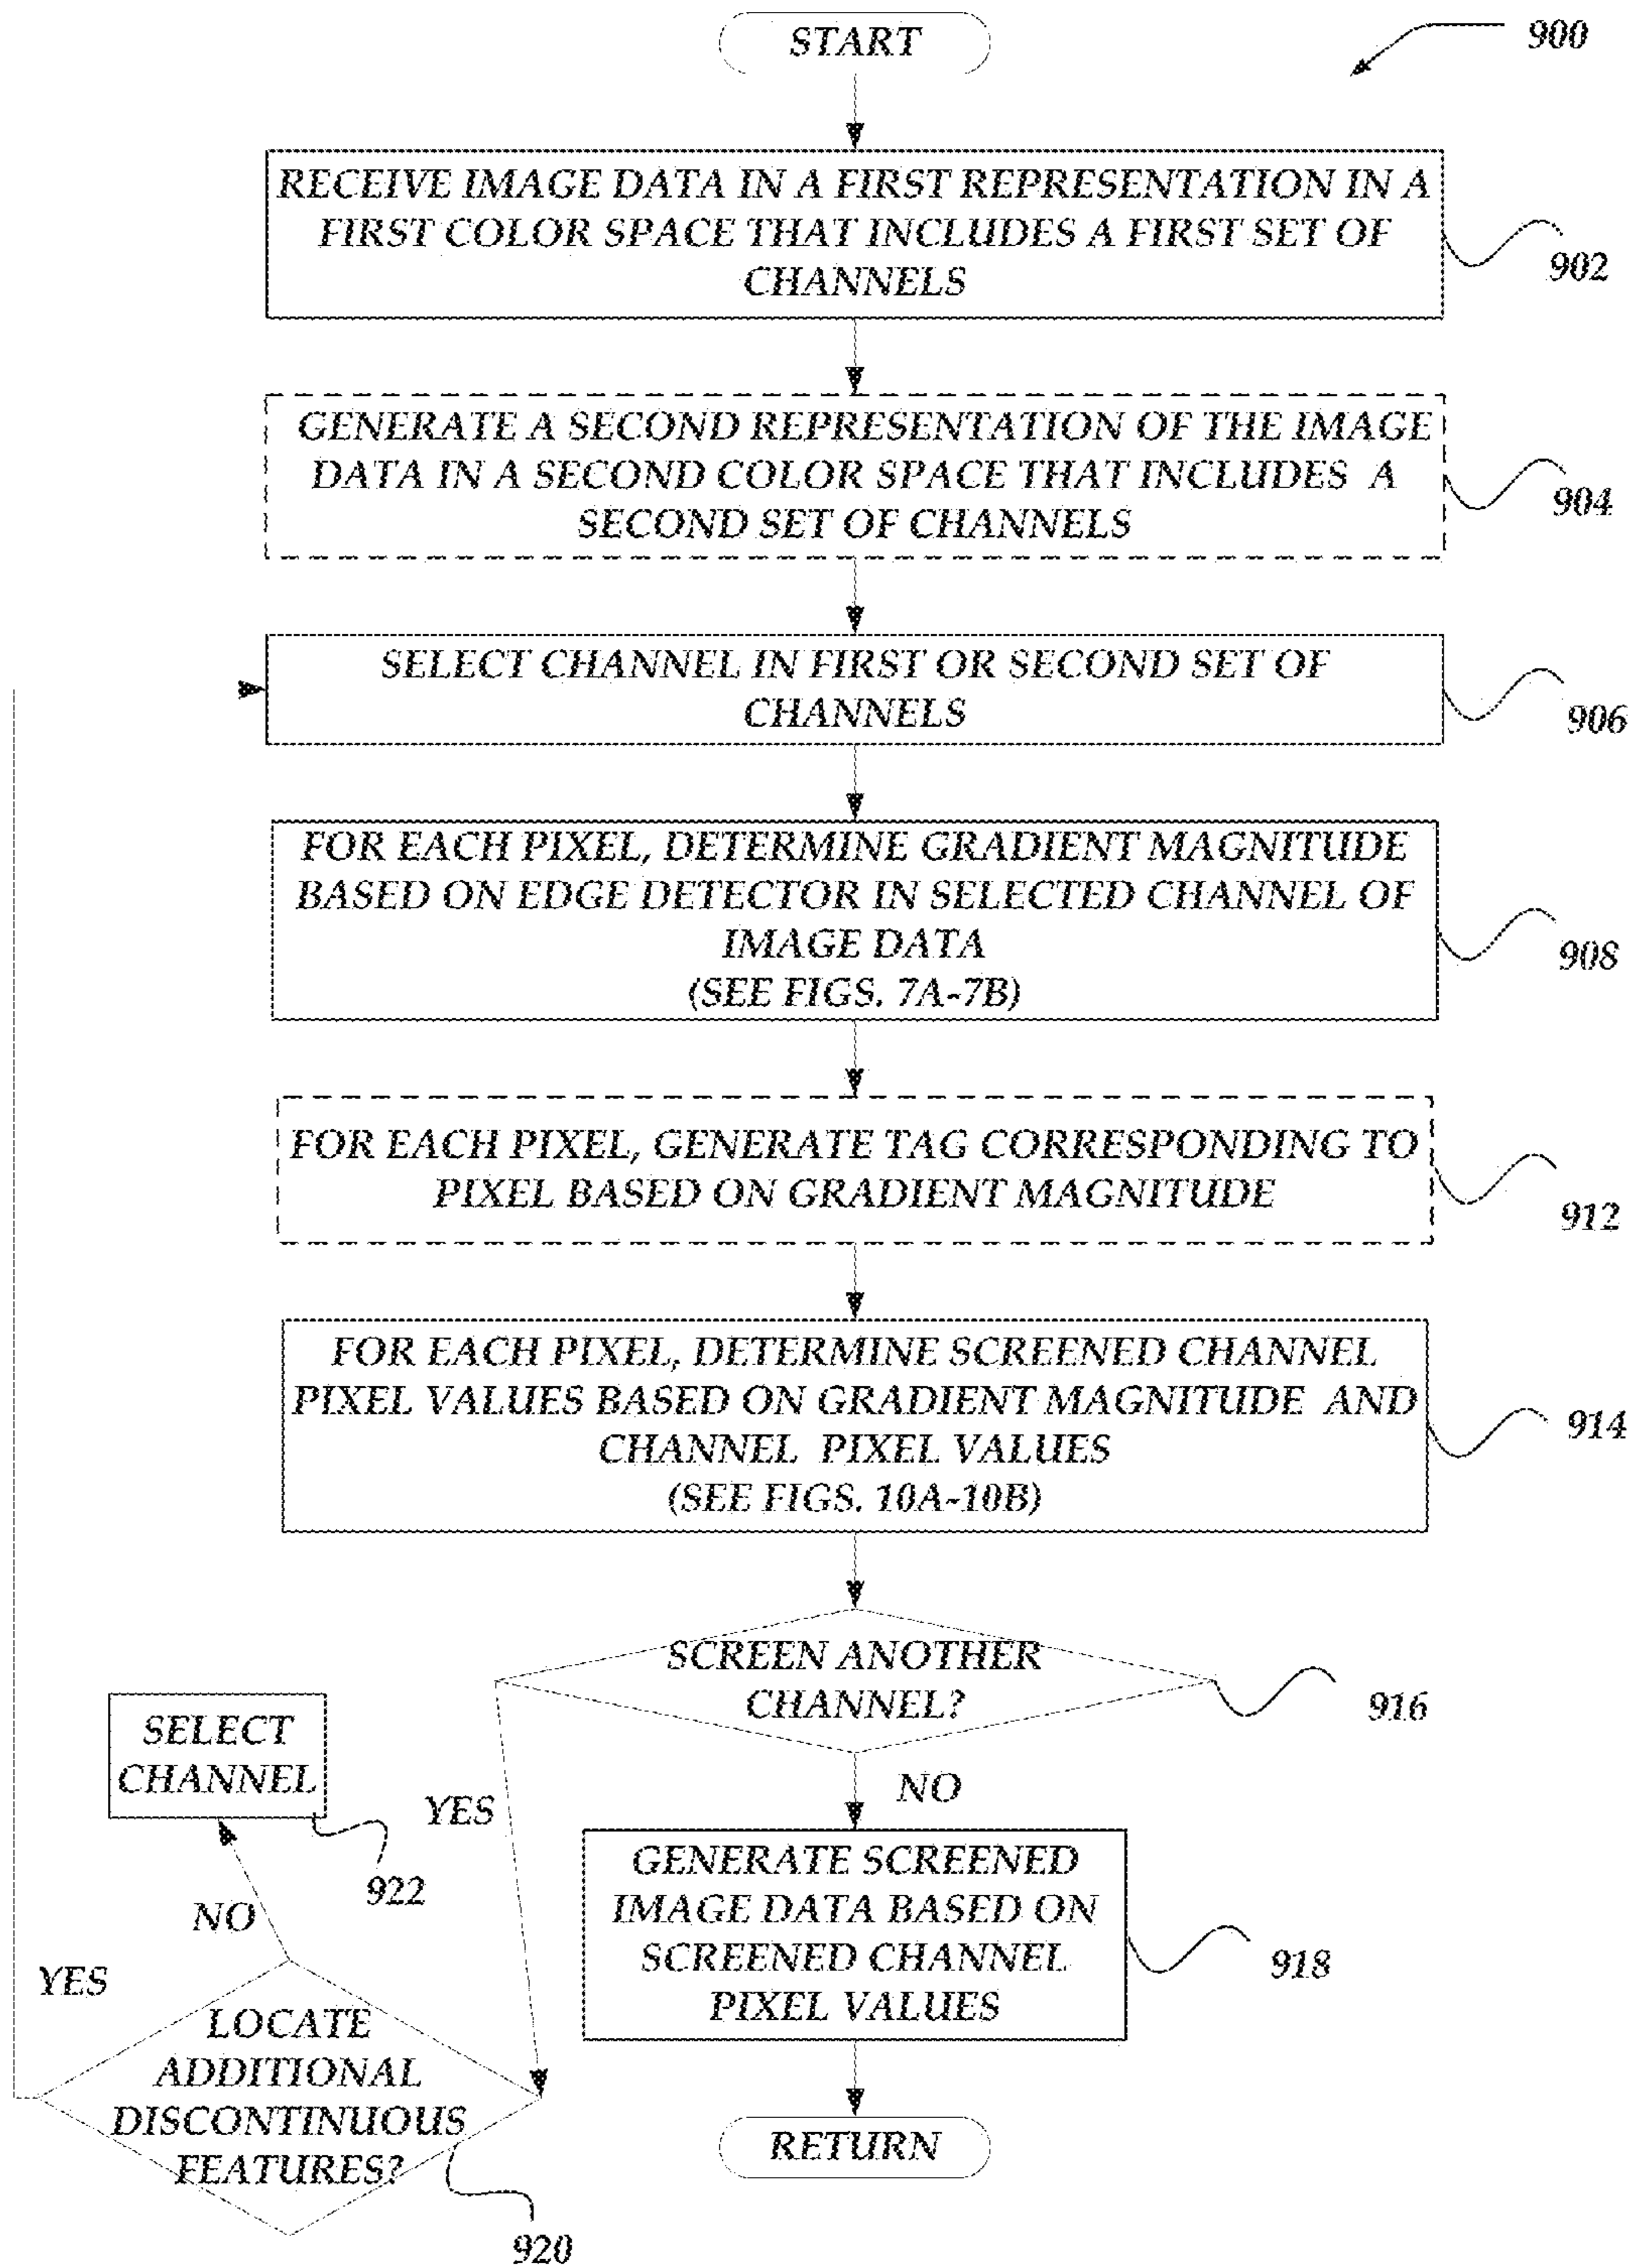 START
900
RECEIVE IMAGE DATA IN A FIRST REPRESENTATION IN A
FIRST COLOR SPACE THAT INCLUDES A FIRST SET OF
CHANNELS
902
GENERATE A SECOND REPRESENTATION OF THE IMAGE
DATA IN A SECOND COLOR SPACE THAT INCLUDES A
SECOND SET OF CHANNELS
904
SELECT CHANNEL IN FIRST OR SECOND SET OF
CHANNELS
906
FOR EACH PIXEL, DETERMINE GRADIENT MAGNITUDE
BASED ON EDGE DETECTOR IN SELECTED CHANNEL OF
IMAGE DATA
(SEE FIGS. 7A-7B)
908
FOR EACH PIXEL, GENERATE TAG CORRESPONDING TO
PIXEL BASED ON GRADIENT MAGNITUDE
912
FOR EACH PIXEL, DETERMINE SCREENED CHANNEL
PIXEL VALUES BASED ON GRADIENT MAGNITUDE AND
CHANNEL PIXEL VALUES
(SEE FIGS. 10A-10B)
914
SCREEN ANOTHER
CHANNEL?
916
NO
YES
GENERATE SCREENED
IMAGE DATA BASED ON
SCREENED CHANNEL
PIXEL VALUES
918
RETURN
SELECT
CHANNEL
922
NO
YES
LOCATE
ADDITIONAL
DISCONTINUOUS
FEATURES?
920